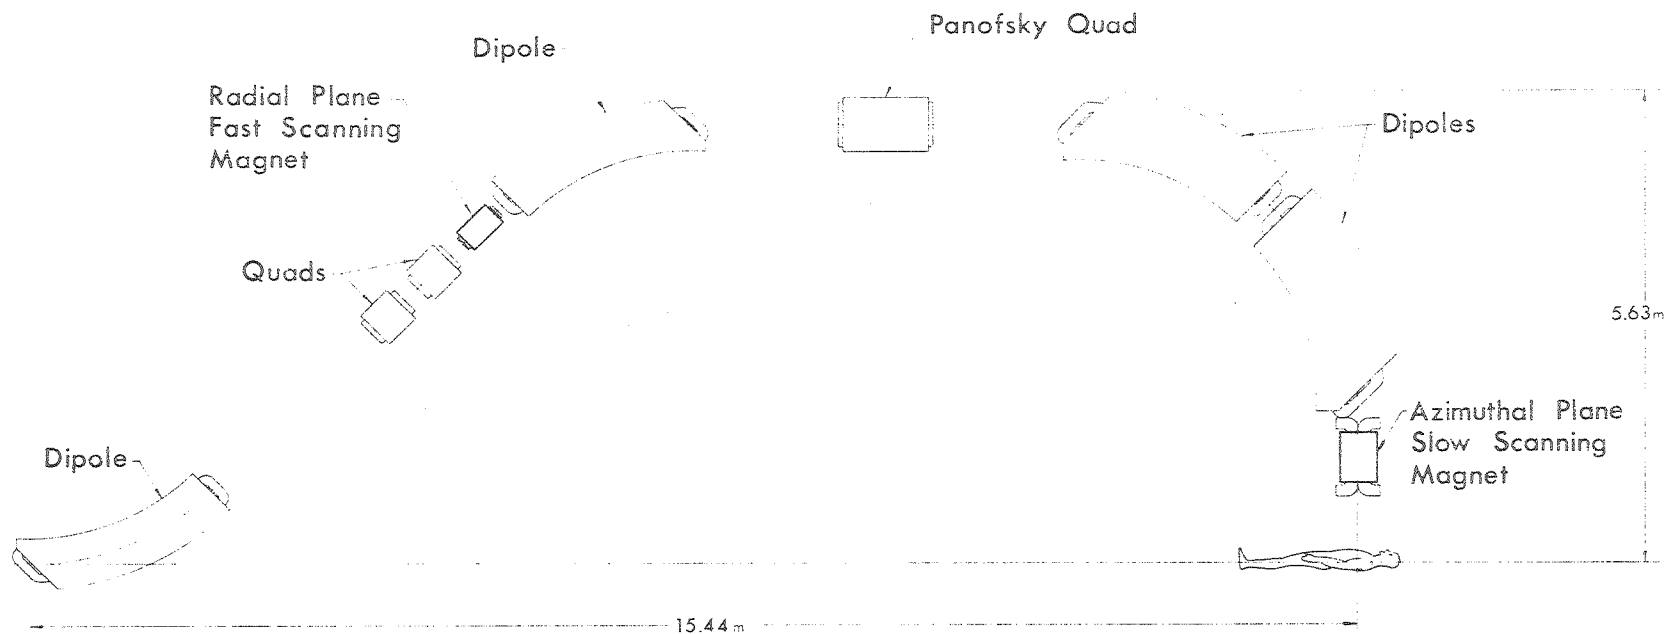 Panofsky Quad
Dipole
Radial Plane
Fast Scanning
Magnet
Dipoles
Quads
5.63m
Azimuthal Plane
Slow Scanning
Magnet
Dipole
15.44m